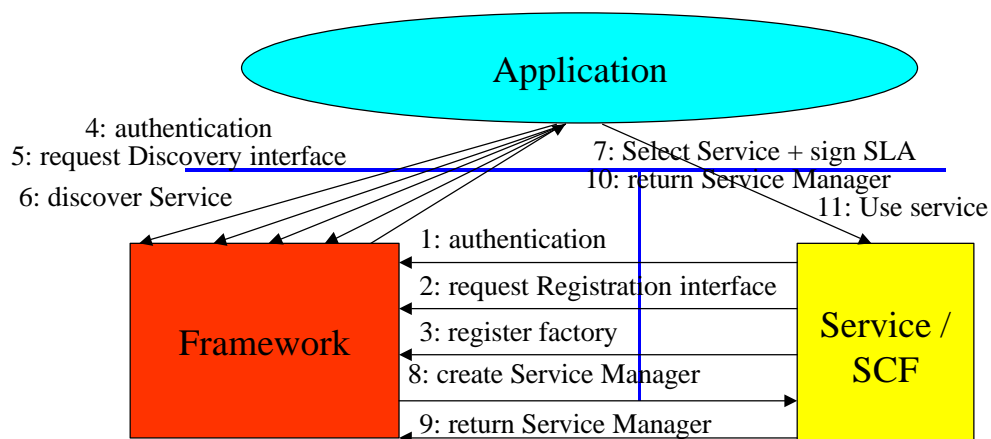 Application
4: authentication
5: request Discovery interface
6: discover Service
7: Select Service + sign SLA
10: return Service Manager
11: Use service
1: authentication
2: request Registration interface
3: register factory
8: create Service Manager
9: return Service Manager
Framework
Service /
SCF